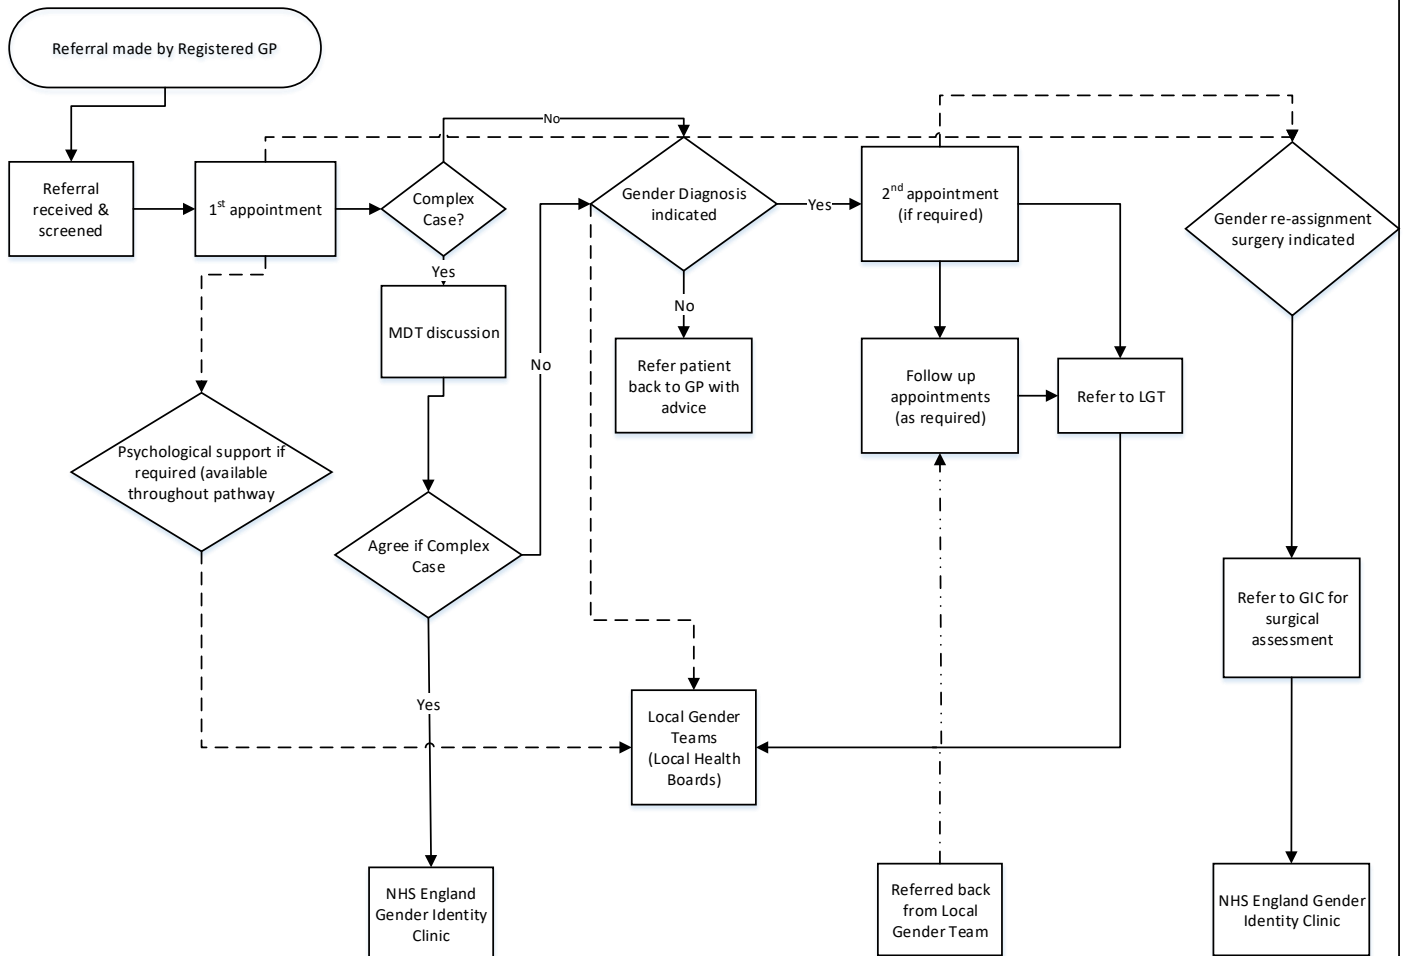 Referral made by Registered GP
Referral
received &
screened
1st appointment
Complex
Case?
No
Yes
MDT discussion
Agree if Complex
Case
No
Yes
NHS England
Gender Identity
Clinic
Psychological support if
required (available
throughout pathway
Gender Diagnosis
indicated
Yes
No
Refer patient
back to GP with
advice
2nd appointment
(if required)
Follow up
appointments
(as required)
Refer to LGT
Local Gender
Teams
(Local Health
Boards)
Referred back
from Local
Gender Team
Gender re-assignment
surgery indicated
Refer to GIC for
surgical
assessment
NHS England Gender
Identity Clinic